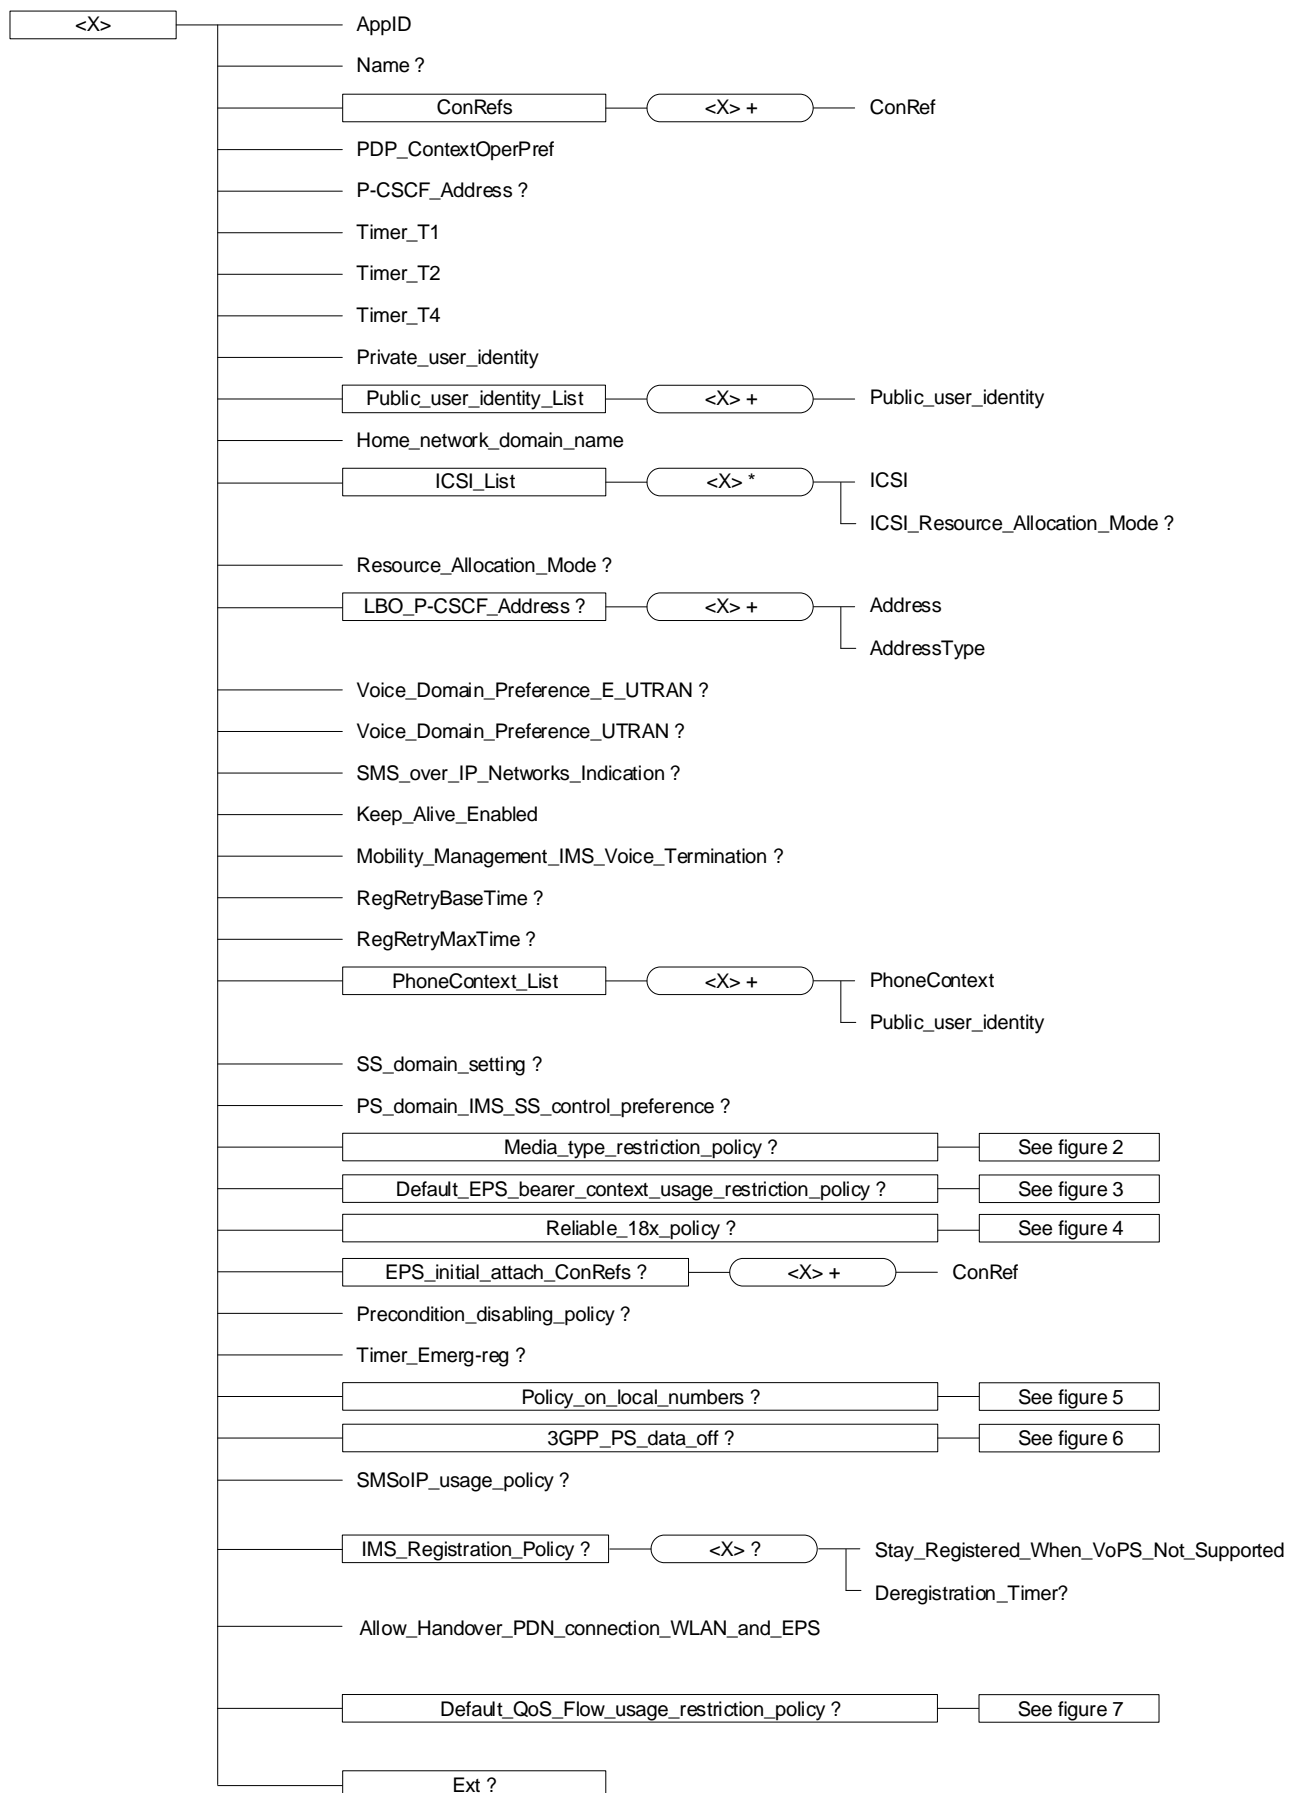 <X>
AppID
Name ?
ConRefs <X> + ConRef
PDP_ContextOperPref
P-CSCF_Address ?
Timer_T1
Timer_T2
Timer_T4
Private_user_identity
Public_user_identity_List <X> + Public_user_identity
Home_network_domain_name
ICSI_List <X> * ICSI
ICSI_Resource_Allocation_Mode ?
Resource_Allocation_Mode ?
LBO_P-CSCF_Address ? <X> + Address
AddressType
Voice_Domain_Preference_E_UTRAN ?
Voice_Domain_Preference_UTRAN ?
SMS_over_IP_Networks_Indication ?
Keep_Alive_Enabled
Mobility_Management_IMS_Voice_Termination ?
RegRetryBaseTime ?
RegRetryMaxTime ?
PhoneContext_List <X> + PhoneContext
Public_user_identity
SS_domain_setting ?
PS_domain_IMS_SS_control_preference ?
Media_type_restriction_policy ? See figure 2
Default_EPS_bearer_context_usage_restriction_policy ? See figure 3
Reliable_18x_policy ? See figure 4
EPS_initial_attach_ConRefs ? <X> + ConRef
Precondition_disabling_policy ?
Timer_Emerg-reg ?
Policy_on_local_numbers ? See figure 5
3GPP_PS_data_off ? See figure 6
SMSoIP_usage_policy ?
IMS_Registration_Policy ? <X> ? Stay_Registered_When_VoPS_Not_Supported
Deregistration_Timer?
Allow_Handover_PDN_connection_WLAN_and_EPS
Default_QoS_Flow_usage_restriction_policy ? See figure 7
Ext ?